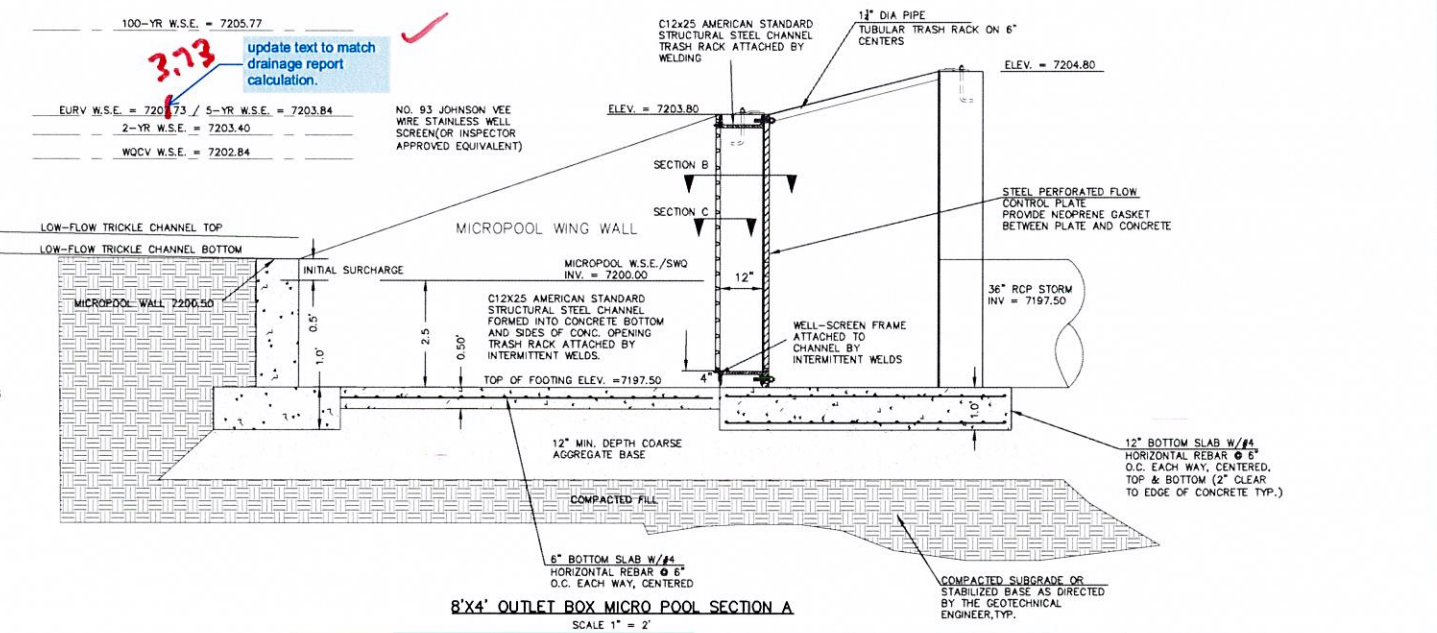 100-YR W.S.E. = 7205.77
3.73
update text to match
drainage report
calculation.
EURV W.S.E. = 720 73 / 5-YR W.S.E. = 7203.84
2-YR W.S.E. = 7203.40
WQCV W.S.E. = 7202.84
NO. 93 JOHNSON VEE
WIRE STAINLESS WELL
SCREEN(OR INSPECTOR
APPROVED EQUIVALENT)
C12x25 AMERICAN STANDARD
STRUCTURAL STEEL CHANNEL
TRASH RACK ATTACHED BY
WELDING
DIA PIPE
TUBULAR TRASH RACK ON 6"
CENTERS
ELEV. = 7204.80
ELEV. = 7203.80
SECTION B
SECTION C
STEEL PERFORATED FLOW
CONTROL PLATE
PROVIDE NEOPRENE GASKET
BETWEEN PLATE AND CONCRETE
LOW-FLOW TRICKLE CHANNEL TOP
LOW-FLOW TRICKLE CHANNEL BOTTOM
MICROPOOL WING WALL
INITIAL SURCHARGE
MICROPOOL W.S.E./SWQ
INV. = 7200.00
12"
MICROPOOL WALL 7200.50
0.5'
1.0'
2.5
0.50'
C12X25 AMERICAN STANDARD
STRUCTURAL STEEL CHANNEL
FORMED INTO CONCRETE BOTTOM
AND SIDES OF CONC. OPENING
TRASH RACK ATTACHED BY
INTERMITTENT WELDS.
WELL-SCREEN FRAME
ATTACHED TO
CHANNEL BY
INTERMITTENT WELDS
36" RCP STORM
INV = 7197.50
TOP OF FOOTING ELEV. =7197.50
4"
1.0'
12" MIN. DEPTH COARSE
AGGREGATE BASE
12" BOTTOM SLAB W/#4
HORIZONTAL REBAR @ 6"
O.C. EACH WAY, CENTERED,
TOP & BOTTOM (2" CLEAR
TO EDGE OF CONCRETE TYP.)
COMPACTED FILL
6" BOTTOM SLAB W/#4
HORIZONTAL REBAR @ 6"
O.C. EACH WAY, CENTERED
COMPACTED SUBGRADE OR
STABILIZED BASE AS DIRECTED
BY THE GEOTECHNICAL
ENGINEER,TYP.
8'X4' OUTLET BOX MICRO POOL SECTION A
SCALE 1" = 2'